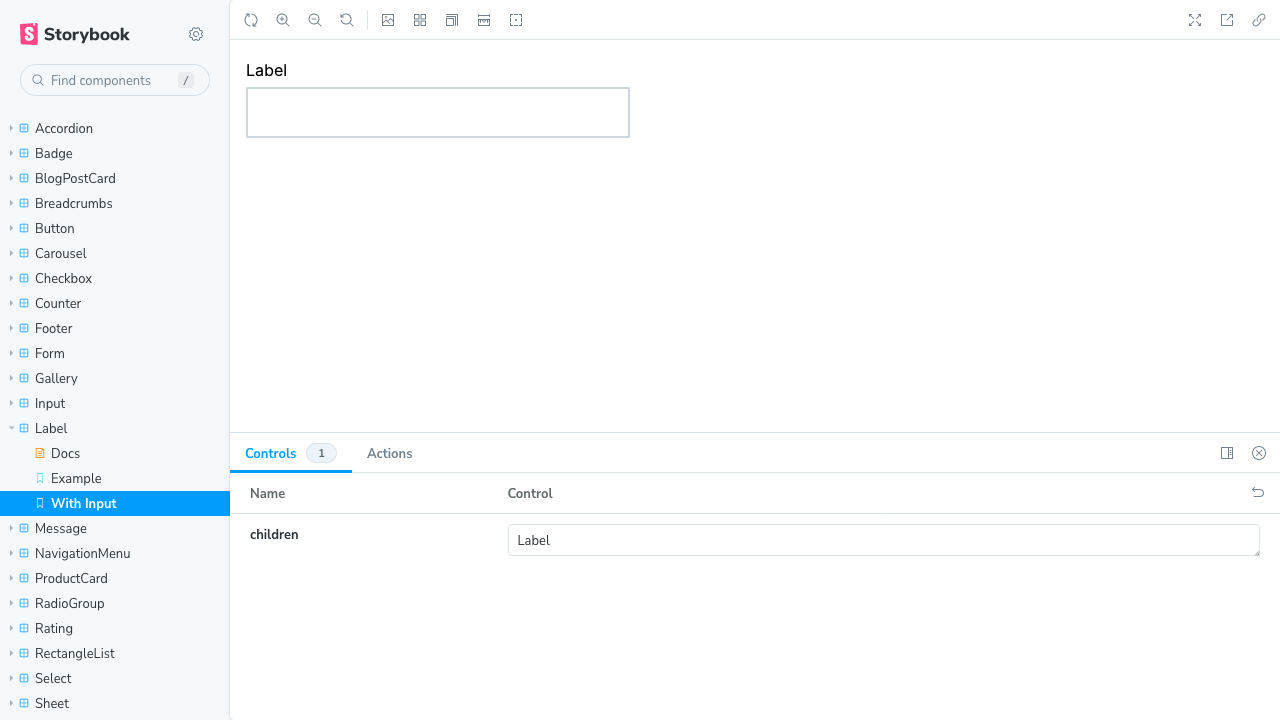 Storybook
Find components
/
Accordion
Badge
BlogPostCard
Breadcrumbs
Button
Carousel
Checkbox
Counter
Footer
Form
Gallery
Input
Label
Docs
Example
With Input
Message
NavigationMenu
ProductCard
RadioGroup
Rating
RectangleList
Select
Sheet
Label
Controls 1 Actions
Name Control
children Label